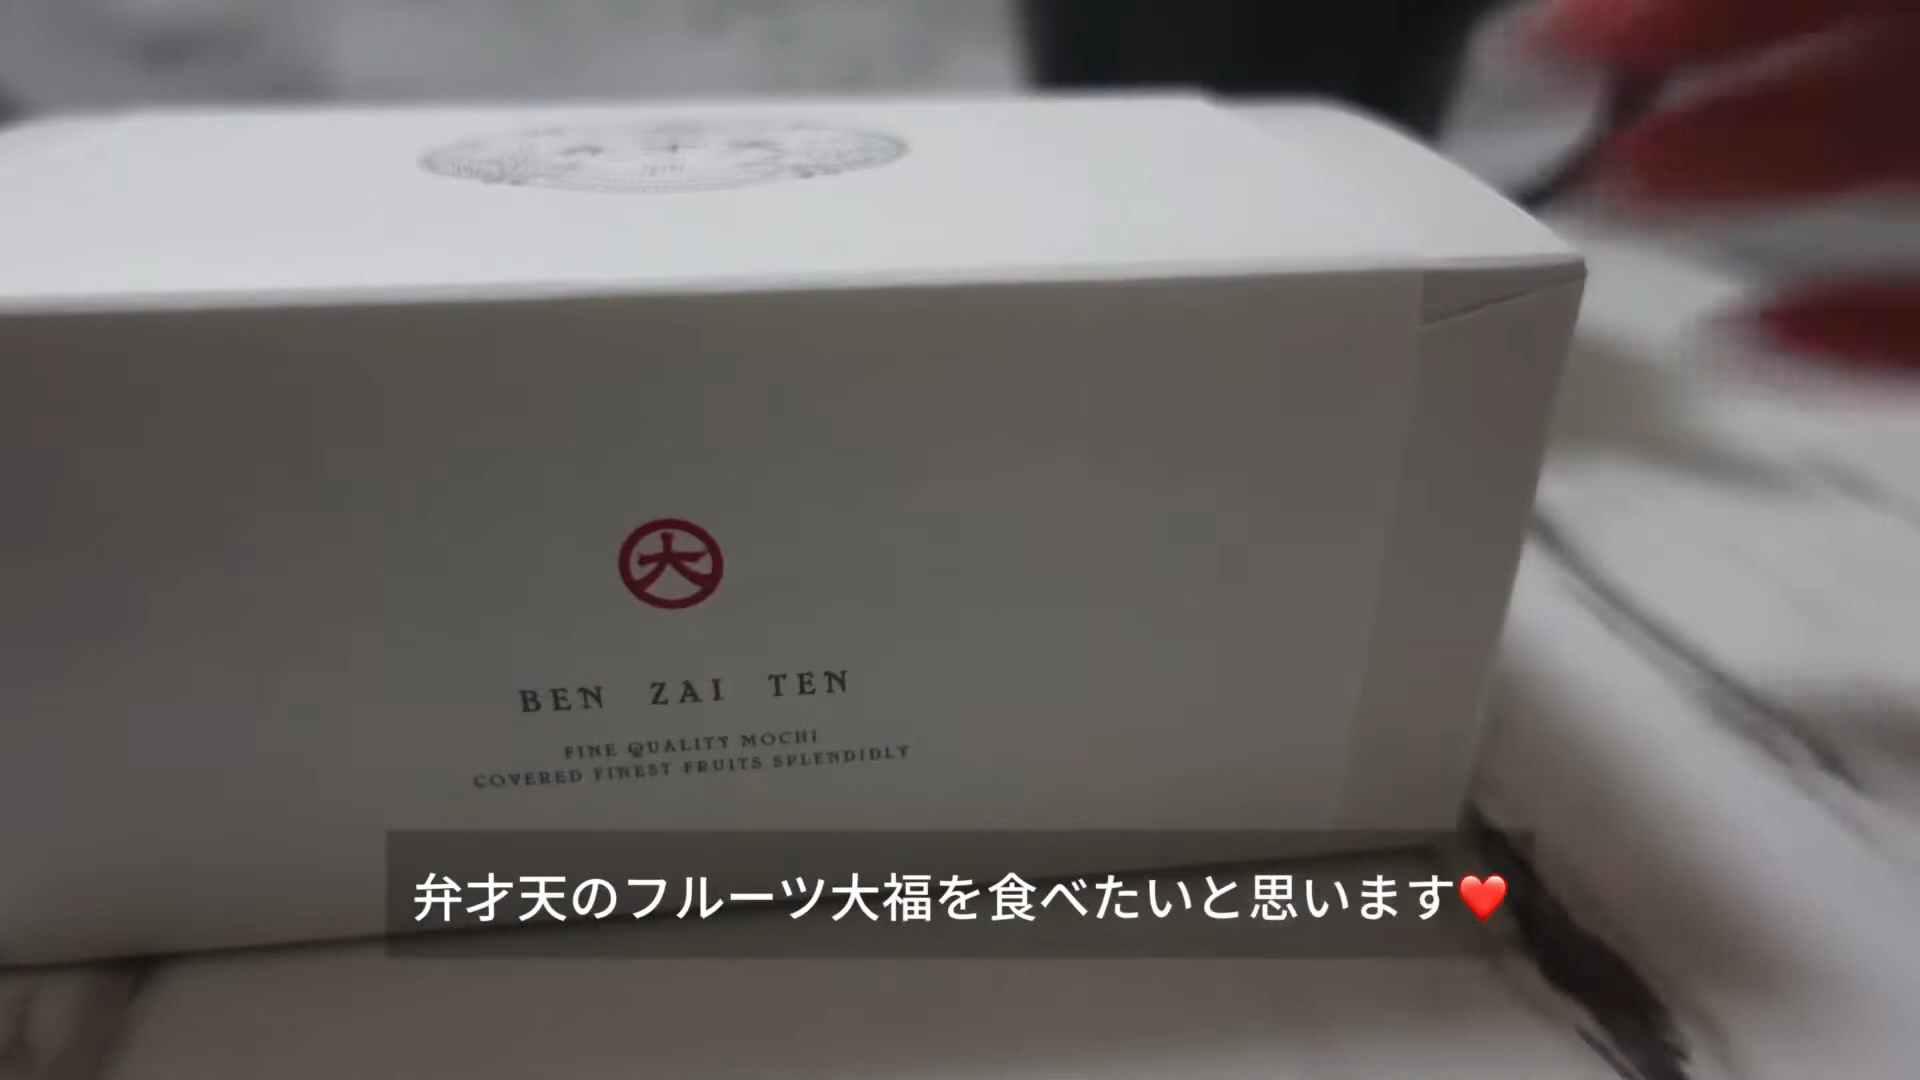 大
BEN ZAI TEN
FINE QUALITY MOCHI
COVERED FINEST FRUITS SPLENDIDLY
弁才天のフルーツ大福を食べたいと思います❤️